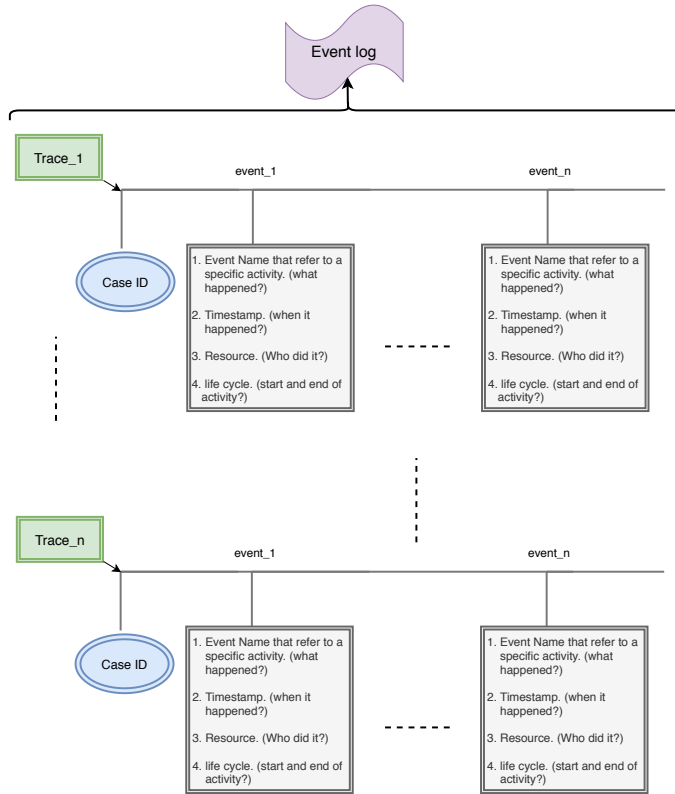 Event log
Trace_1
event_1
event_n
Case ID
1. Event Name that refer to a
specific activity. (what
happened?)
2. Timestamp. (when it
happened?)
3. Resource. (Who did it?)
4. life cycle. (start and end of
activity?)
1. Event Name that refer to a
specific activity. (what
happened?)
2. Timestamp. (when it
happened?)
3. Resource. (Who did it?)
4. life cycle. (start and end of
activity?)
Trace_n
event_1
event_n
Case ID
1. Event Name that refer to a
specific activity. (what
happened?)
2. Timestamp. (when it
happened?)
3. Resource. (Who did it?)
4. life cycle. (start and end of
activity?)
1. Event Name that refer to a
specific activity. (what
happened?)
2. Timestamp. (when it
happened?)
3. Resource. (Who did it?)
4. life cycle. (start and end of
activity?)